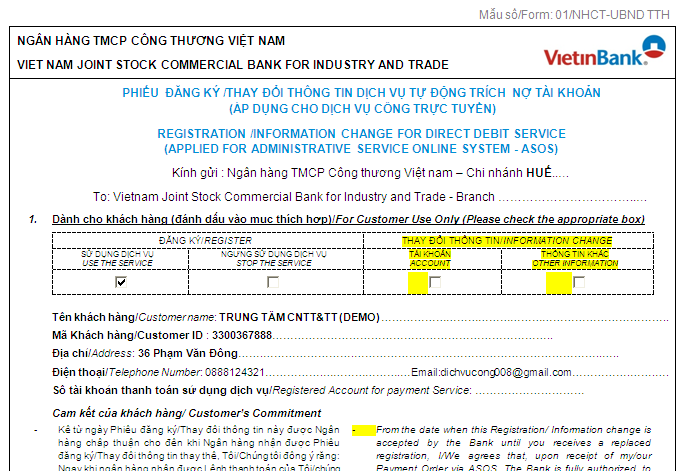 Mẫu số/Form: 01/NHCT-UBND TTH
NGÂN HÀNG TMCP CÔNG THƯƠNG VIỆT NAM
VIET NAM JOINT STOCK COMMERCIAL BANK FOR INDUSTRY AND TRADE
VietinBank
PHIẾU ĐĂNG KÝ /THAY ĐỔI THÔNG TIN DỊCH VỤ TỰ ĐỘNG TRÍCH NỢ TÀI KHOẢN
(ÁP DỤNG CHO DỊCH VỤ CÔNG TRỰC TUYẾN)
REGISTRATION /INFORMATION CHANGE FOR DIRECT DEBIT SERVICE
(APPLIED FOR ADMINISTRATIVE SERVICE ONLINE SYSTEM - ASOS)
Kính gửi : Ngân hàng TMCP Công thương Việt nam – Chi nhánh HUẾ.....
To: Vietnam Joint Stock Commercial Bank for Industry and Trade - Branch ......................................
1. Dành cho khách hàng (đánh dấu vào mục thích hợp)/For Customer Use Only (Please check the appropriate box)
ĐĂNG KÝ/REGISTER THAY ĐỔI THÔNG TIN/INFORMATION CHANGE
SỬ DỤNG DỊCH VỤ NGỪNG SỬ DỤNG DỊCH VỤ TÀI KHOẢN THÔNG TIN KHÁC
USE THE SERVICE STOP THE SERVICE ACCOUNT OTHER INFORMATION
Tên khách hàng/Customer name: TRUNG TÂM CNTT&TT (DEMO)......................................
Mã Khách hàng/Customer ID : 3300367888......................................
Địa chỉ/Address: 36 Phạm Văn Đồng......................................
Điện thoại/Telephone Number: 0888124321......................................Email:dichvucong008@gmail.com......................
Số tài khoản thanh toán sử dụng dịch vụ/Registered Account for payment Service: ......................................
Cam kết của khách hàng/ Customer's Commitment
- Kể từ ngày Phiếu đăng ký/Thay đổi thông tin này được Ngân
hàng chấp thuận cho đến khi Ngân hàng nhận được Phiếu
đăng ký/Thay đổi thông tin thay thế, Tôi/Chúng tôi đồng ý rằng:
Ngay khi ngân hàng nhận được Lệnh thanh toán của Tôi/chúng
- From the date when this Registration/ Information change is
accepted by the Bank until you receives a replaced
registration, I/We agrees that, upon receipt of my/our
Payment Order via ASOS, The Bank is fully authorized, to